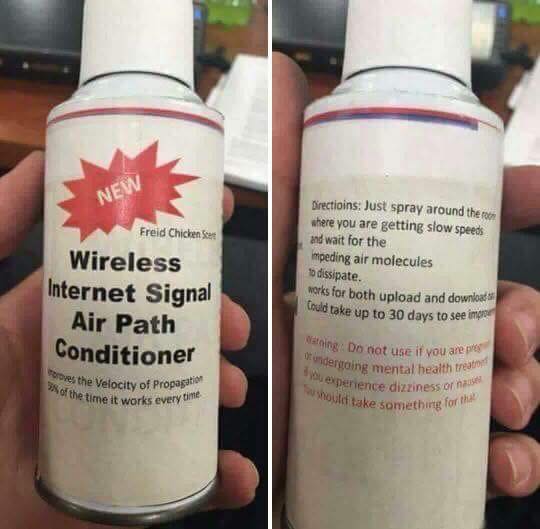 NEW
Freid Chicken Scent
Wireless
Internet Signal
Air Path
Conditioner
Improves the Velocity of Propagation
50% of the time it works every time
Directioins: Just spray around the room
where you are getting slow speeds
and wait for the
impeding air molecules
to dissipate.
works for both upload and download
Could take up to 30 days to see
Warning : Do not use if you are
or undergoing mental health treatment
if you experience dizziness or nausea,
You should take something for that